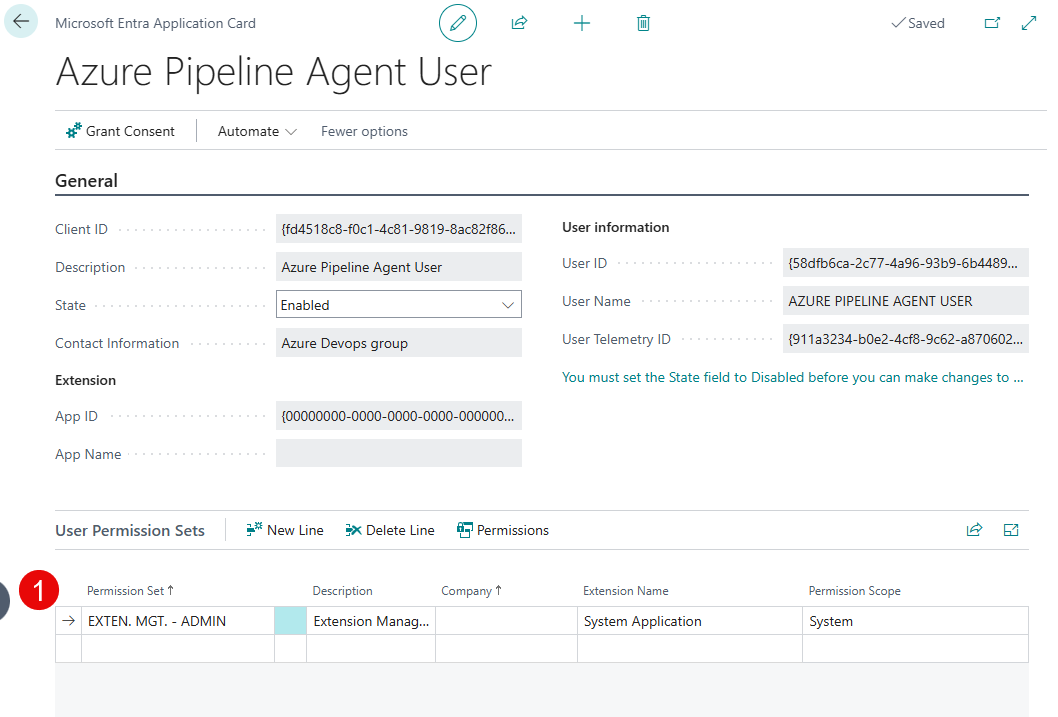 Microsoft Entra Application Card
Saved
Azure Pipeline Agent User
Grant Consent Automate Fewer options
General
Client ID {fd4518c8-f0c1-4c81-9819-8ac82f86...
Description Azure Pipeline Agent User
State Enabled
Contact Information Azure Devops group
Extension
App ID {00000000-0000-0000-0000-000000...
App Name
User information
User ID {58dfb6ca-2c77-4a96-93b9-6b4489...
User Name AZURE PIPELINE AGENT USER
User Telemetry ID {911a3234-b0e2-4cf8-9c62-a870602...
You must set the State field to Disabled before you can make changes to ...
User Permission Sets New Line Delete Line Permissions
1
Permission Set ↑ Description Company ↑ Extension Name Permission Scope
EXTEN. MGT. - ADMIN Extension Manag... System Application System